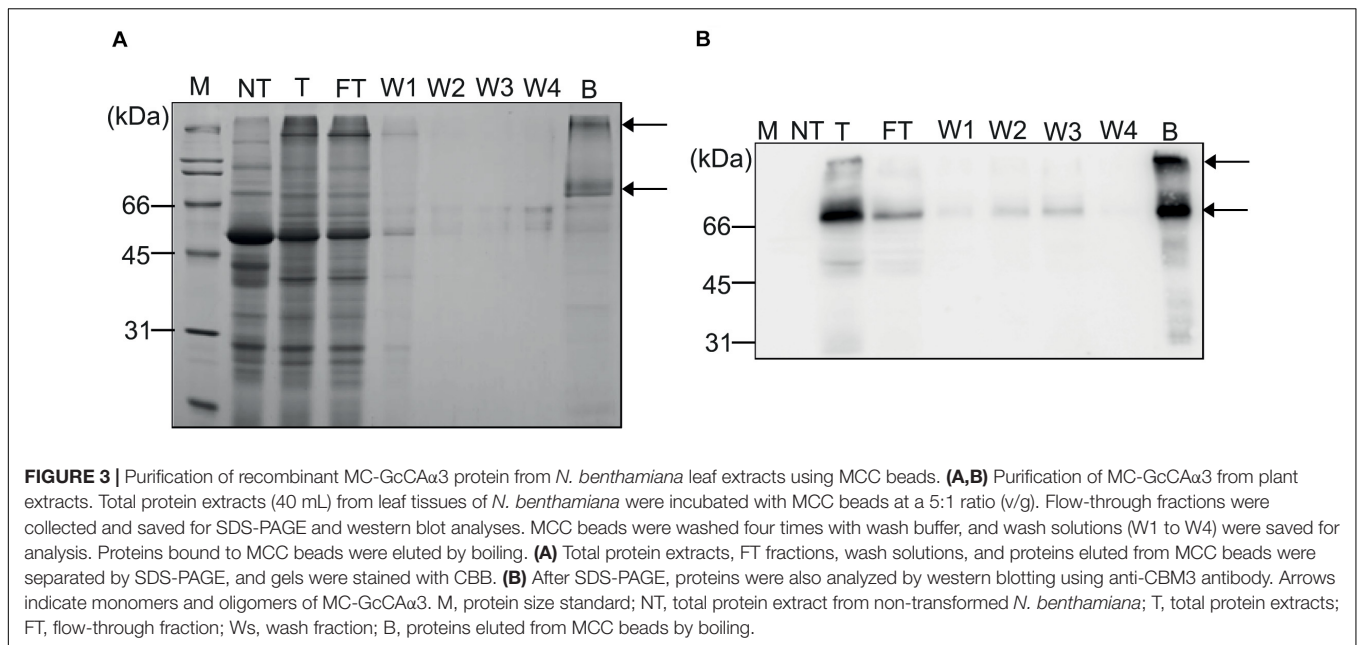 A
M NT T FT W1 W2 W3 W4 B
(kDa)
66
45
31
B
M NT T FT W1 W2 W3 W4 B
(kDa)
66
45
31
FIGURE 3 | Purification of recombinant MC-GcCAα3 protein from N. benthamiana leaf extracts using MCC beads. (A,B) Purification of MC-GcCAα3 from plant
extracts. Total protein extracts (40 mL) from leaf tissues of N. benthamiana were incubated with MCC beads at a 5:1 ratio (v/g). Flow-through fractions were
collected and saved for SDS-PAGE and western blot analyses. MCC beads were washed four times with wash buffer, and wash solutions (W1 to W4) were saved for
analysis. Proteins bound to MCC beads were eluted by boiling. (A) Total protein extracts, FT fractions, wash solutions, and proteins eluted from MCC beads were
separated by SDS-PAGE, and gels were stained with CBB. (B) After SDS-PAGE, proteins were also analyzed by western blotting using anti-CBM3 antibody. Arrows
indicate monomers and oligomers of MC-GcCAα3. M, protein size standard; NT, total protein extract from non-transformed N. benthamiana; T, total protein extracts;
FT, flow-through fraction; Ws, wash fraction; B, proteins eluted from MCC beads by boiling.